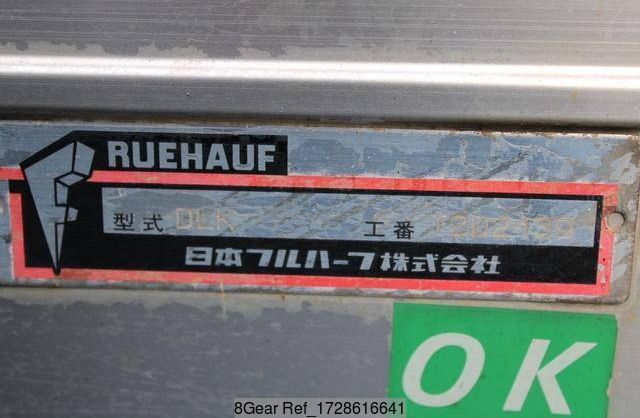 RUEHAUF
型式 DLK 工番
日本フルハーフ株式会社
OK
8Gear Ref_1728616641